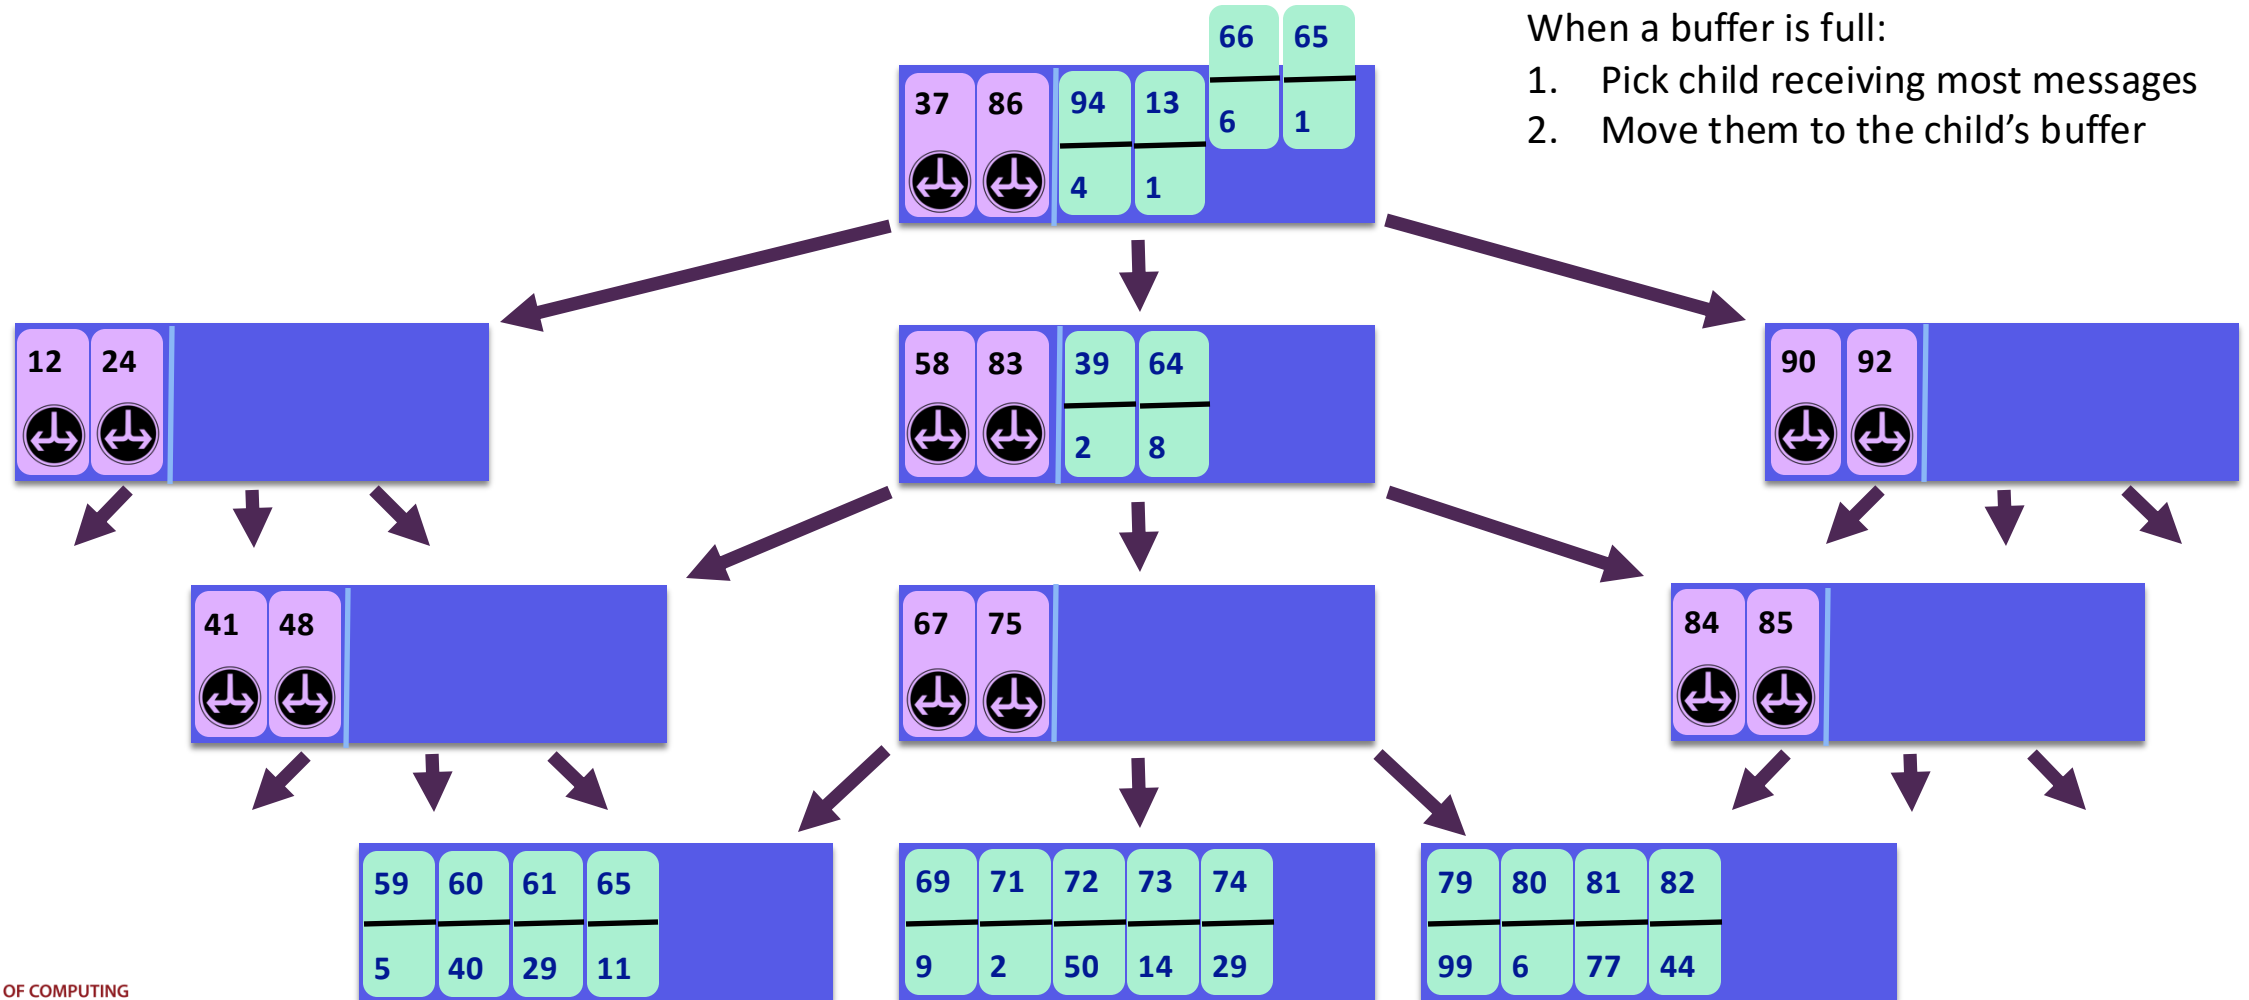 When a buffer is full:
1. Pick child receiving most messages
2. Move them to the child's buffer
66 65
37 86 94 13
6 1
4 1
12 24
58 83 39 64
2 8
90 92
41 48
67 75
84 85
59 60 61 65
5 40 29 11
69 71 72 73 74
9 2 50 14 29
79 80 81 82
99 6 77 44
OF COMPUTING